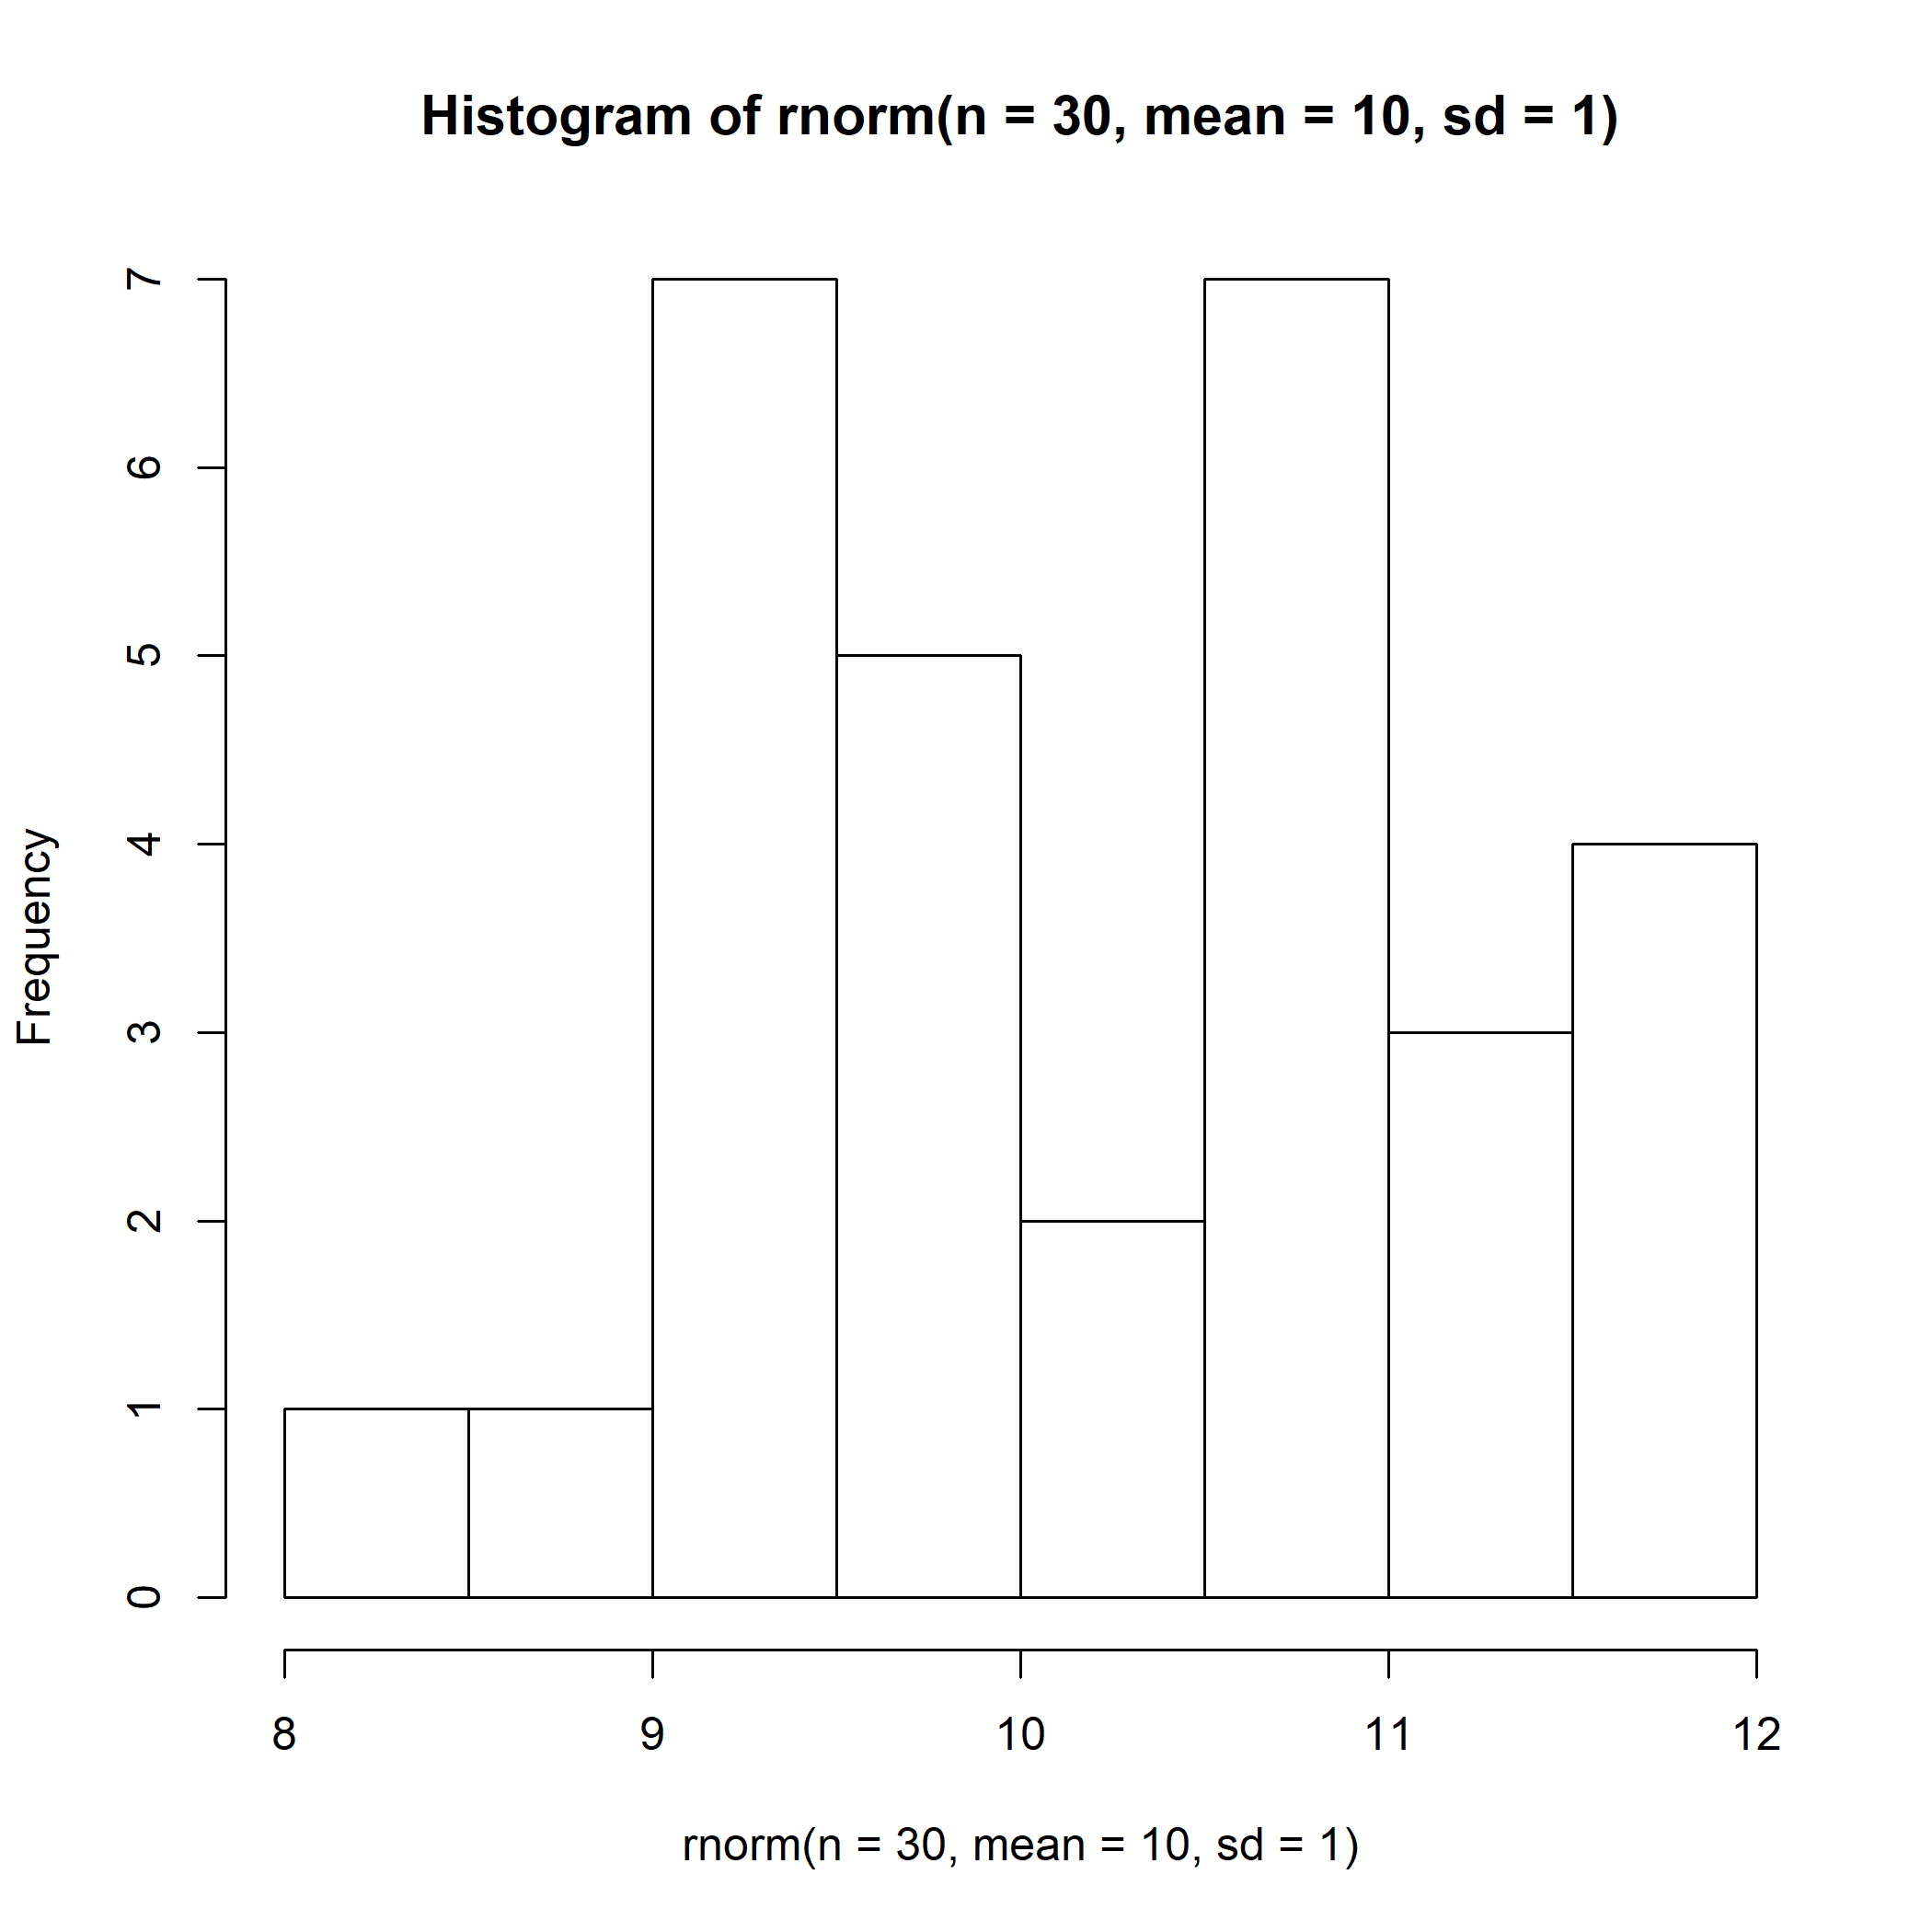 Histogram of rnorm(n = 30, mean = 10, sd = 1)
7
6
5
4
3
2
1
0
Frequency
8 9 10 11 12
rnorm(n = 30, mean = 10, sd = 1)